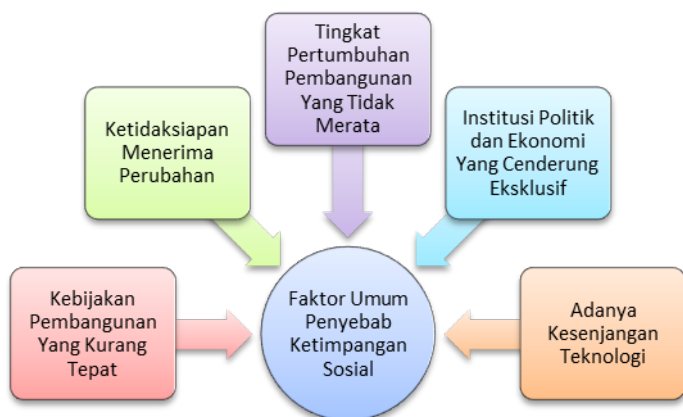 Tingkat
Pertumbuhan
Pembangunan
Yang Tidak
Merata
Ketidaksiapan
Menerima
Perubahan
Institusi Politik
dan Ekonomi
Yang Cenderung
Eksklusif
Kebijakan
Pembangunan
Yang Kurang
Tepat
Faktor Umum
Penyebab
Ketimpangan
Sosial
Adanya
Kesenjangan
Teknologi